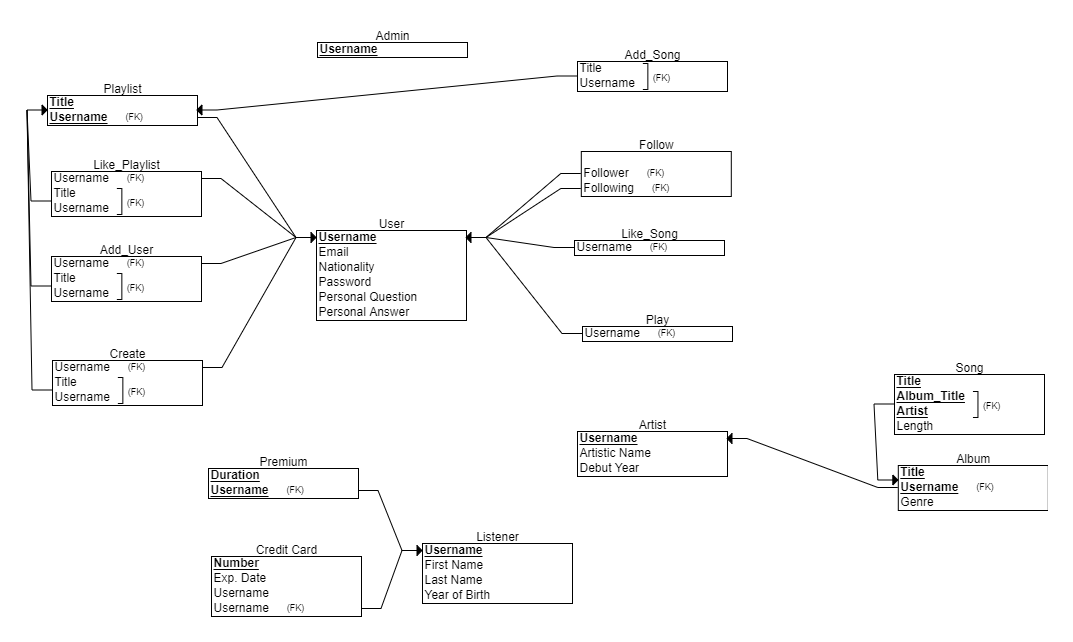 Admin
Username
Add_Song
Title
Username
(FK)
Playlist
Title
Username (FK)
Like_Playlist
Username (FK)
Title
Username
(FK)
Follow
Follower (FK)
Following (FK)
User
Username
Email
Nationality
Password
Personal Question
Personal Answer
Like_Song
Username (FK)
Add_User
Username (FK)
Title
Username
(FK)
Play
Username (FK)
Create
Username (FK)
Title
Username
(FK)
Song
Title
Album_Title
Artist
(FK)
Length
Artist
Username
Artistic Name
Debut Year
Album
Title
Username (FK)
Genre
Premium
Duration
Username (FK)
Listener
Username
First Name
Last Name
Year of Birth
Credit Card
Number
Exp. Date
Username
Username (FK)